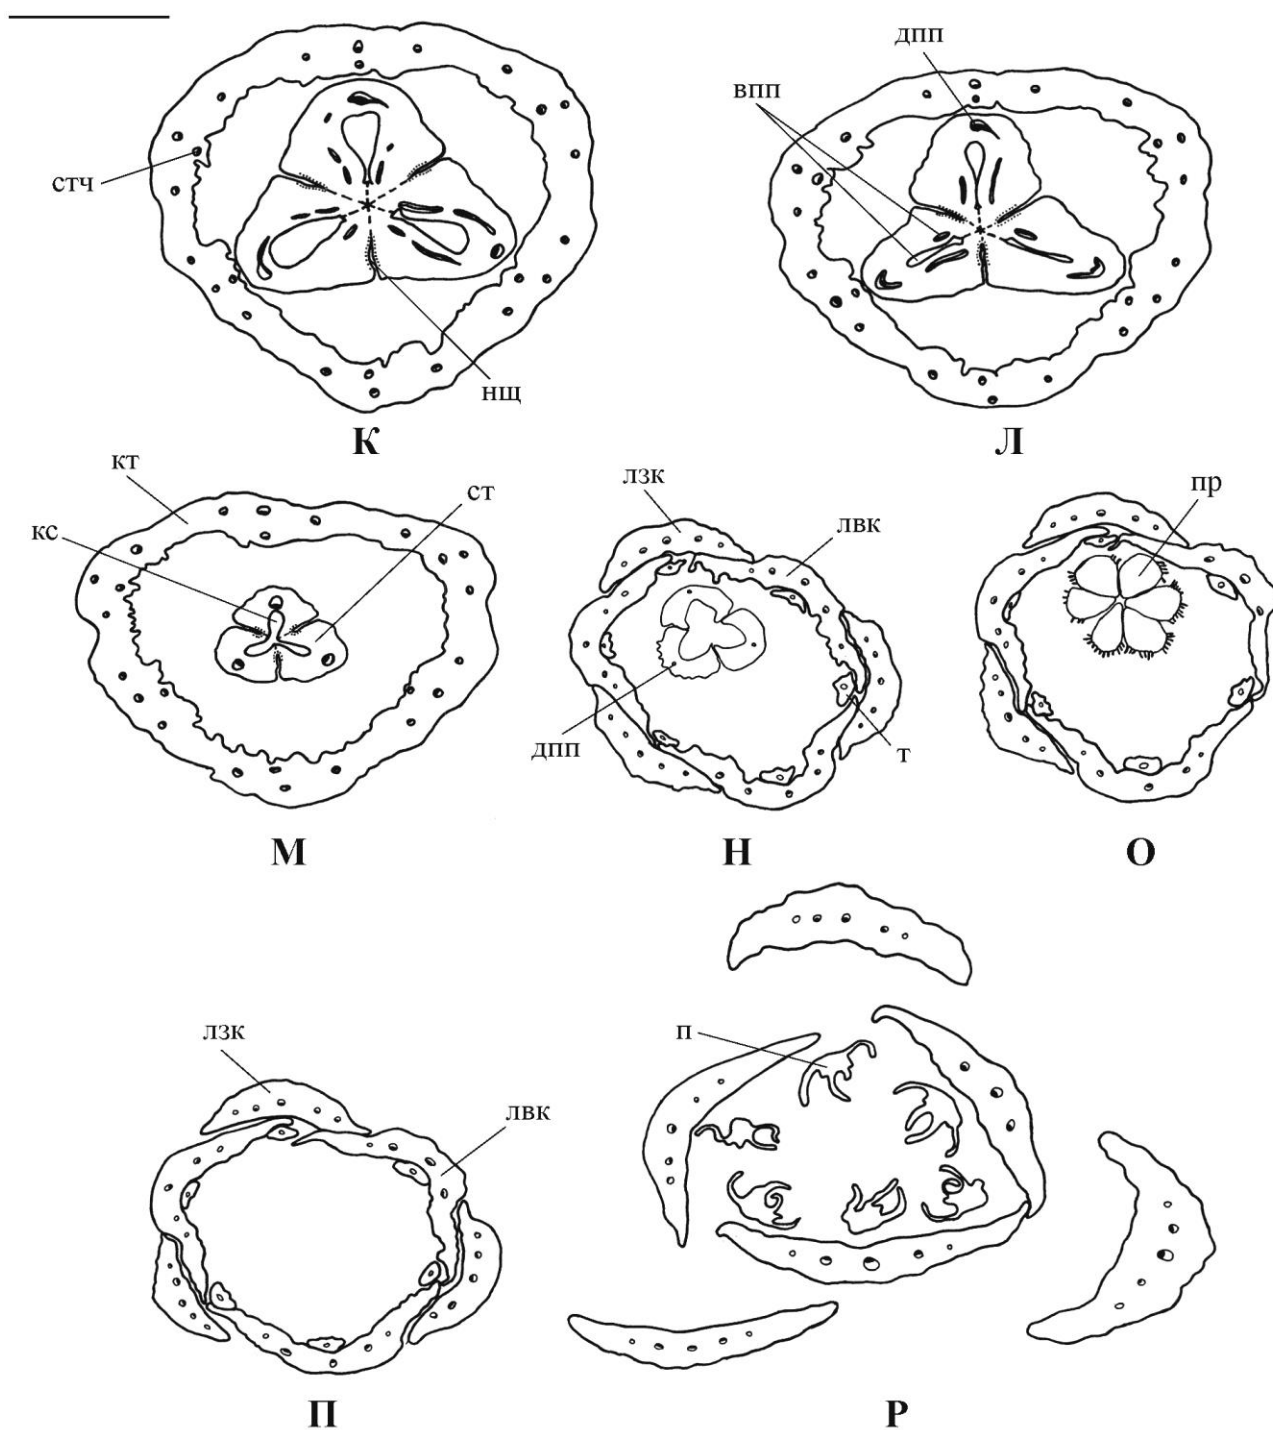 дпп
впп
стч
нщ
К
Л
кт
ст
кс
лзк
лвк
пр
дпп
т
М
Н
О
лзк
лвк
п
П
Р